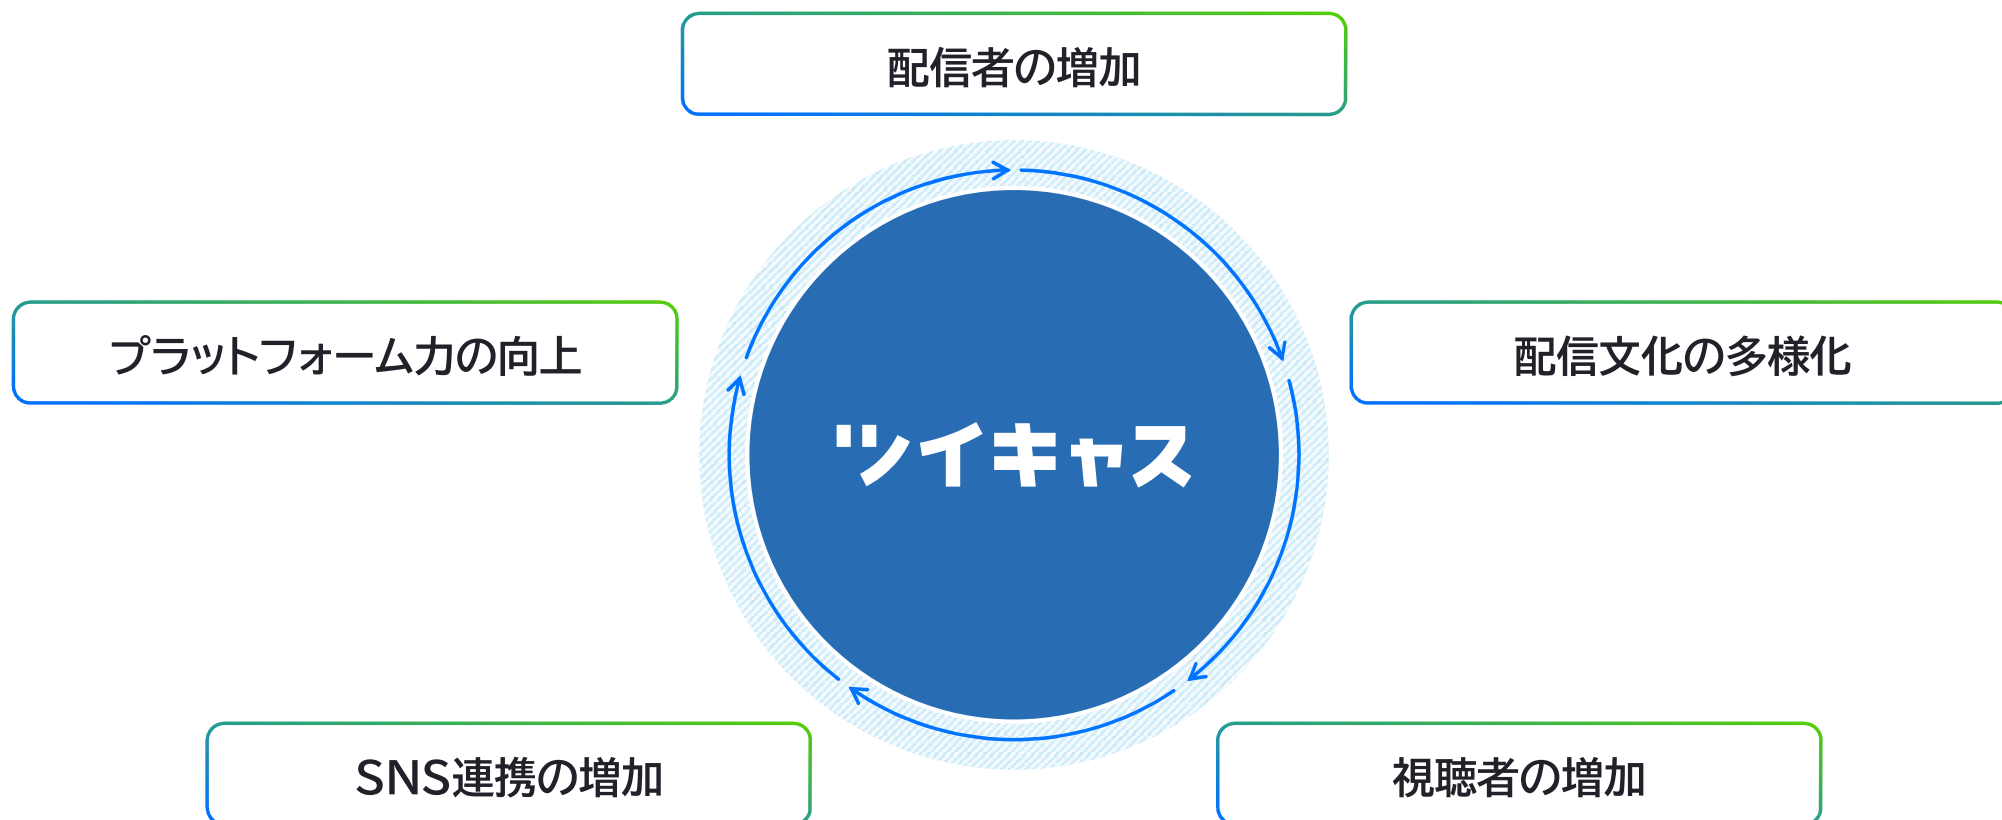 配信者の増加
プラットフォーム力の向上
配信文化の多様化
ツイキャス
SNS連携の増加
視聴者の増加